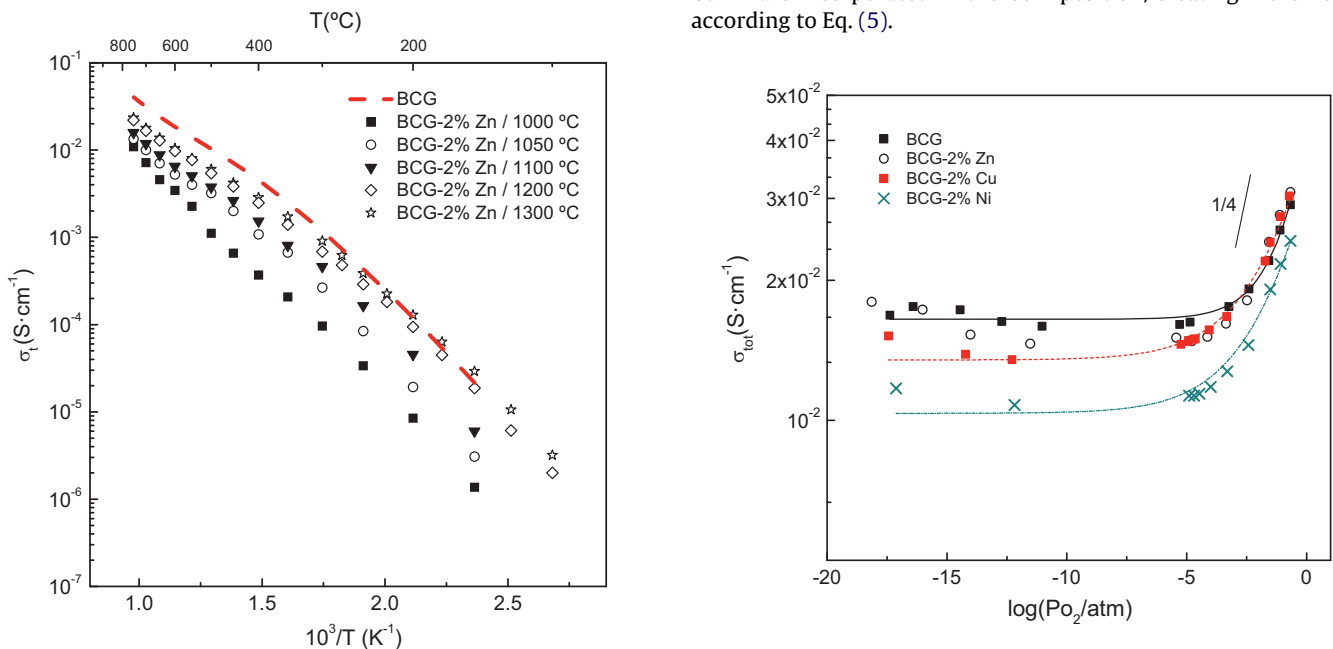 according to Eq. (5).
T(ºC)
800 600 400 200
10^-1
10^-2
10^-3
10^-4
10^-5
10^-6
10^-7
σt(S·cm^-1)
BCG
BCG-2% Zn / 1000 ºC
BCG-2% Zn / 1050 ºC
BCG-2% Zn / 1100 ºC
BCG-2% Zn / 1200 ºC
BCG-2% Zn / 1300 ºC
1.0 1.5 2.0 2.5
10^3/T (K^-1)
5x10^-2
4x10^-2
3x10^-2
2x10^-2
10^-2
σtot(S·cm^-1)
BCG
BCG-2% Zn
BCG-2% Cu
BCG-2% Ni
1/4
-20 -15 -10 -5 0
log(Po2/atm)